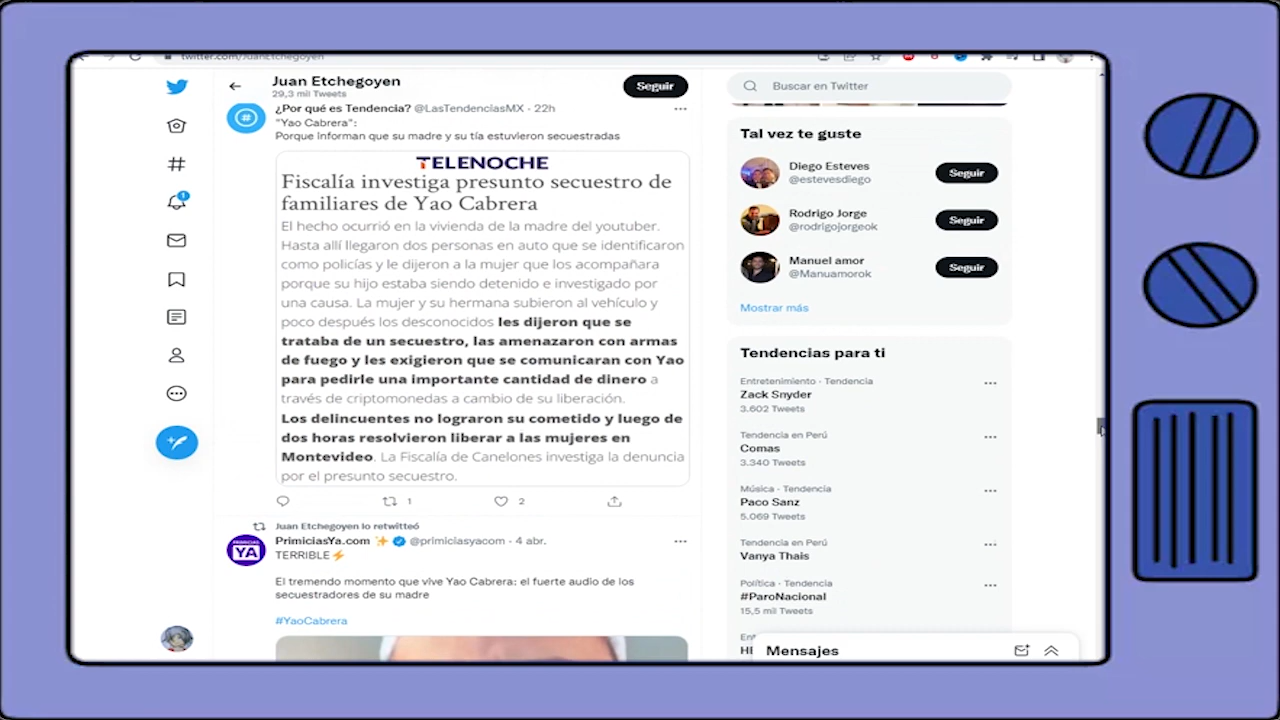 twitter.com/JuanEtchegoyen
Juan Etchegoyen
29,3 mil Tweets
Seguir
¿Por qué es Tendencia? @LasTendenciasMX · 22h
"Yao Cabrera":
Porque informan que su madre y su tía estuvieron secuestradas
TELENOCHE
Fiscalía investiga presunto secuestro de
familiares de Yao Cabrera
El hecho ocurrió en la vivienda de la madre del youtuber.
Hasta allí llegaron dos personas en auto que se identificaron
como policías y le dijeron a la mujer que los acompañara
porque su hijo estaba siendo detenido e investigado por
una causa. La mujer y su hermana subieron al vehículo y
poco después los desconocidos les dijeron que se
trataba de un secuestro, las amenazaron con armas
de fuego y les exigieron que se comunicaran con Yao
para pedirle una importante cantidad de dinero a
través de criptomonedas a cambio de su liberación.
Los delincuentes no lograron su cometido y luego de
dos horas resolvieron liberar a las mujeres en
Montevideo. La Fiscalía de Canelones investiga la denuncia
por el presunto secuestro.
1
2
Juan Etchegoyen lo retwitteó
PRIMICIAS
YA
PrimiciasYa.com ✨ @primiciasyacom · 4 abr.
TERRIBLE⚡
El tremendo momento que vive Yao Cabrera: el fuerte audio de los
secuestradores de su madre
#YaoCabrera
1
Buscar en Twitter
Tal vez te guste
Diego Esteves
@estevesdiego
Seguir
Rodrigo Jorge
@rodrigojorgeok
Seguir
Manuel amor
@Manuamorok
Seguir
Mostrar más
Tendencias para ti
Entretenimiento · Tendencia
Zack Snyder
3.602 Tweets
Tendencia en Perú
Comas
3.340 Tweets
Música · Tendencia
Paco Sanz
5.069 Tweets
Tendencia en Perú
Vanya Thais
Política · Tendencia
#ParoNacional
15,5 mil Tweets
Mensajes